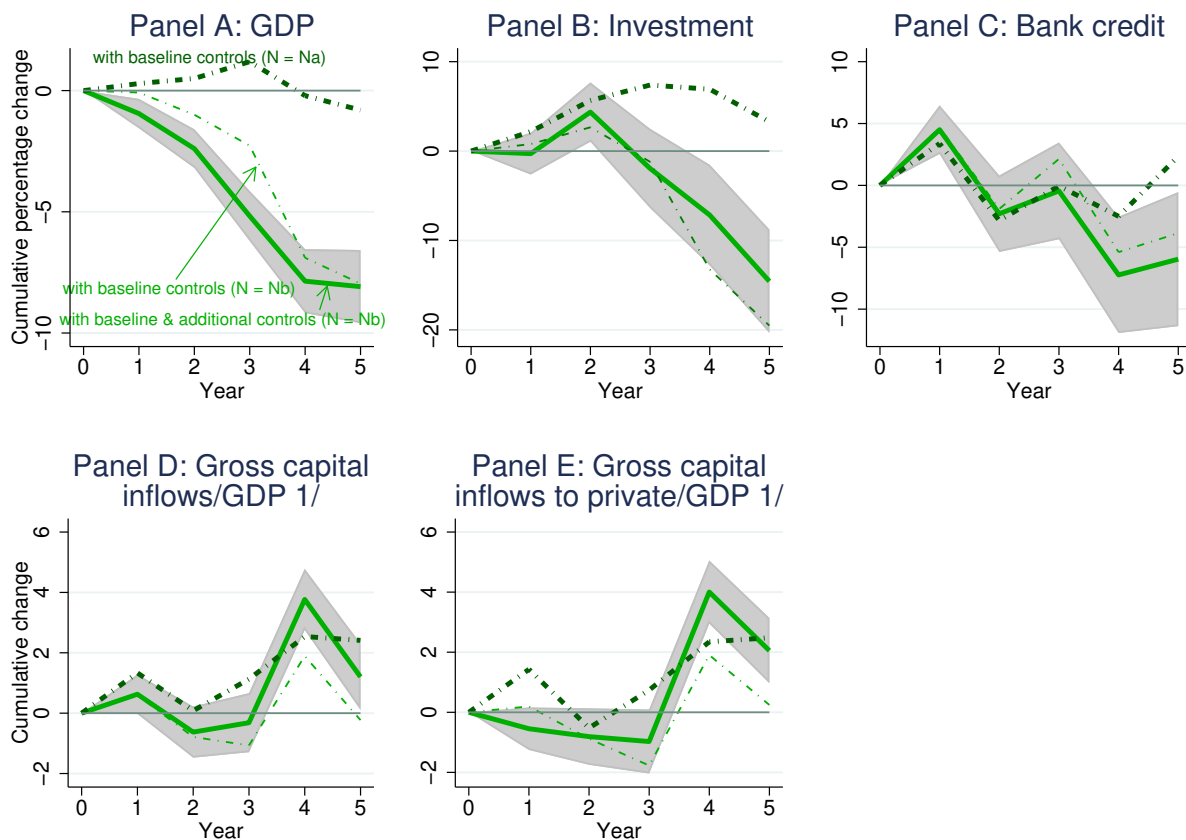 Panel A: GDP
with baseline controls (N = Na)
Cumulative percentage change
0
−5
−10
with baseline controls (N = Nb)
with baseline & additional controls (N = Nb)
0 1 2 3 4 5
Year
Panel B: Investment
10
0
−10
−20
0 1 2 3 4 5
Year
Panel C: Bank credit
5
0
−5
−10
0 1 2 3 4 5
Year
Panel D: Gross capital
inflows/GDP 1/
Cumulative change
6
4
2
0
−2
0 1 2 3 4 5
Year
Panel E: Gross capital
inflows to private/GDP 1/
6
4
2
0
−2
0 1 2 3 4 5
Year